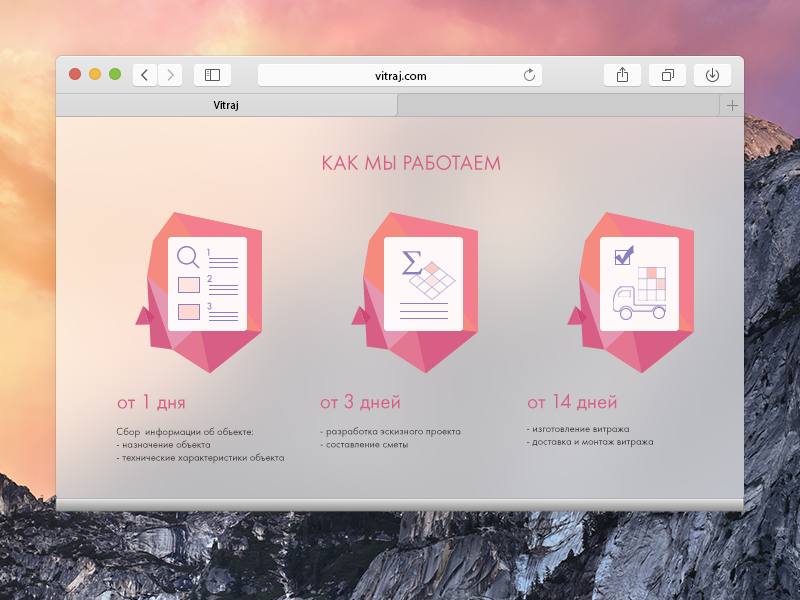 vitraj.com
Vitraj
КАК МЫ РАБОТАЕМ
1
2
3
Σ
от 1 дня
Сбор информации об объекте:
- назначение объекта
- технические характеристики объекта
от 3 дней
- разработка эскизного проекта
- составление сметы
от 14 дней
- изготовление витража
- доставка и монтаж витража